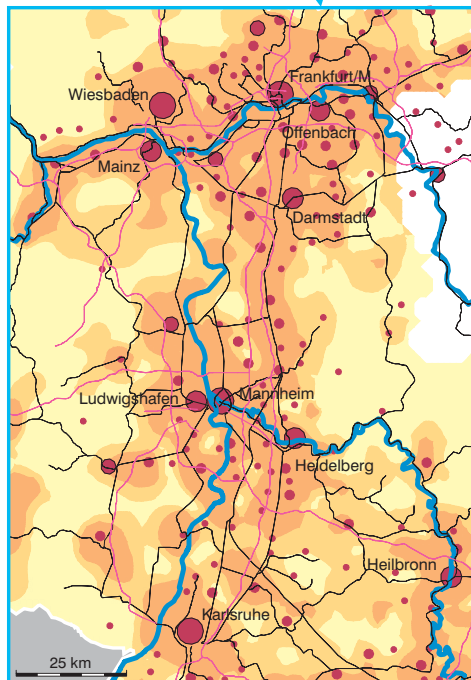 Frankfurt/M.
Wiesbaden
Offenbach
Mainz
Darmstadt
Ludwigshafen
Mannheim
Heidelberg
Heilbronn
Karlsruhe
25 km